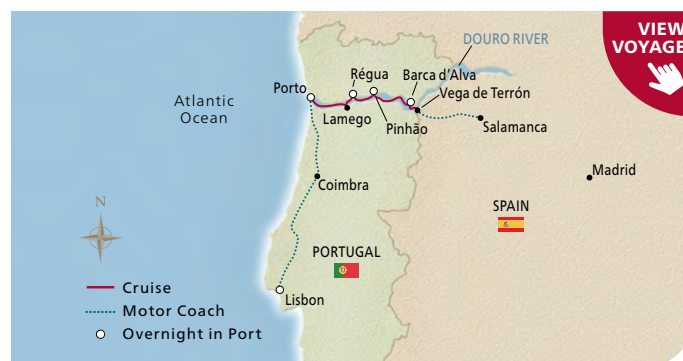 VIEW
VOYAGE
DOURO RIVER
Régua
Barca d'Alva
Porto
Vega de Terrón
Atlantic
Ocean
Lamego
Pinhão
Salamanca
Madrid
Coimbra
N
SPAIN
PORTUGAL
Cruise
Lisbon
Motor Coach
Overnight in Port